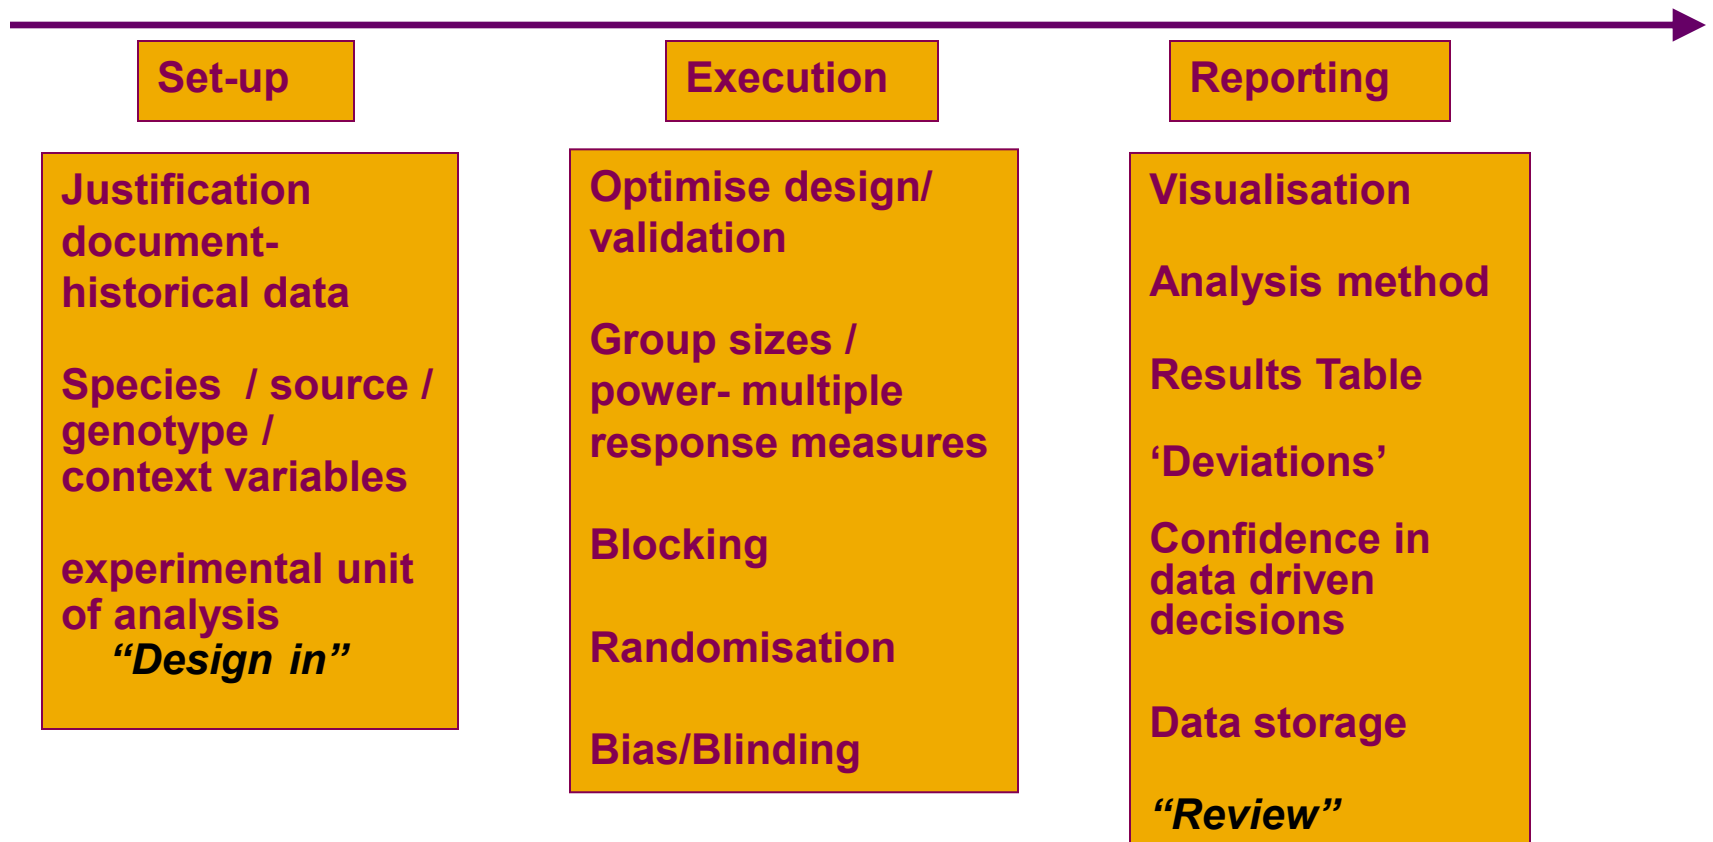 Set-up
Execution
Reporting
Justification
document-
historical data
Species / source /
genotype /
context variables
experimental unit
of analysis
“Design in”
Optimise design/
validation
Group sizes /
power- multiple
response measures
Blocking
Randomisation
Bias/Blinding
Visualisation
Analysis method
Results Table
‘Deviations’
Confidence in
data driven
decisions
Data storage
“Review”